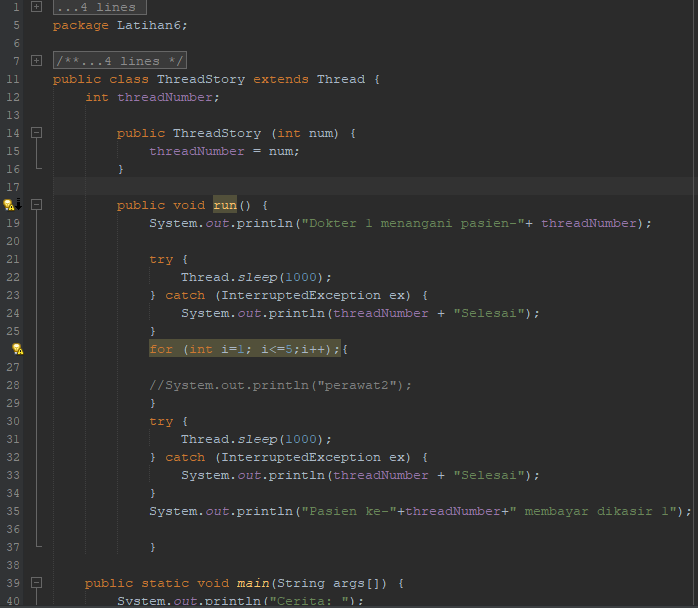 1 ...4 lines
5 package Latihan6;
6
7 /**...4 lines */
11 public class ThreadStory extends Thread {
12 int threadNumber;
13
14 public ThreadStory (int num) {
15 threadNumber = num;
16 }
17
public void run() {
19 System.out.println("Dokter 1 menangani pasien-"+ threadNumber);
20
21 try {
22 Thread.sleep(1000);
23 } catch (InterruptedException ex) {
24 System.out.println(threadNumber + "Selesai");
25 }
for (int i=1; i<=5;i++);{
27
28 //System.out.println("perawat2");
29 }
30 try {
31 Thread.sleep(1000);
32 } catch (InterruptedException ex) {
33 System.out.println(threadNumber + "Selesai");
34 }
35 System.out.println("Pasien ke-"+threadNumber+" membayar dikasir 1");
36
37 }
38
39 public static void main(String args[]) {
40 System.out.println("Cerita: ");